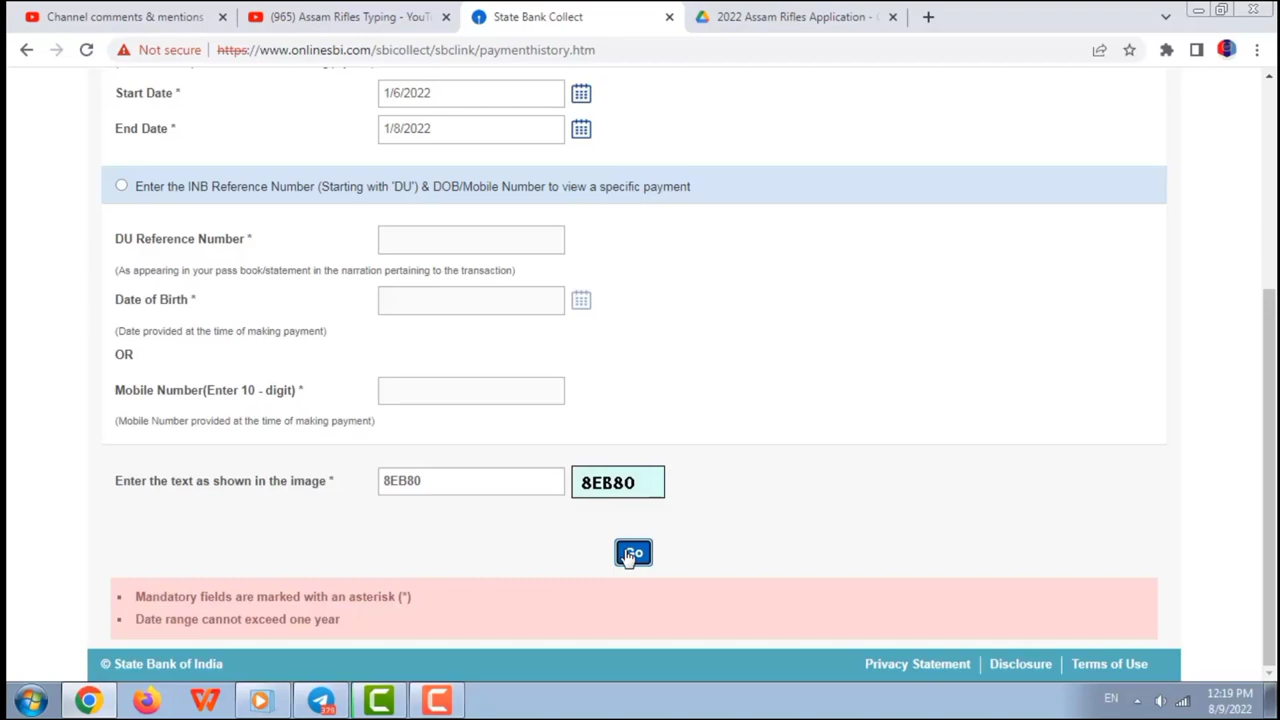 Channel comments & mentions
(965) Assam Rifles Typing - YouT
State Bank Collect
2022 Assam Rifles Application -
Not secure
https://www.onlinesbi.com/sbicollect/sbclink/paymenthistory.htm
Start Date *
1/6/2022
End Date *
1/8/2022
Enter the INB Reference Number (Starting with 'DU') & DOB/Mobile Number to view a specific payment
DU Reference Number *
(As appearing in your pass book/statement in the narration pertaining to the transaction)
Date of Birth *
(Date provided at the time of making payment)
OR
Mobile Number(Enter 10 - digit) *
(Mobile Number provided at the time of making payment)
Enter the text as shown in the image *
8EB80
8EB80
Go
Mandatory fields are marked with an asterisk (*)
Date range cannot exceed one year
© State Bank of India
Privacy Statement
Disclosure
Terms of Use
EN
12:19 PM
8/9/2022